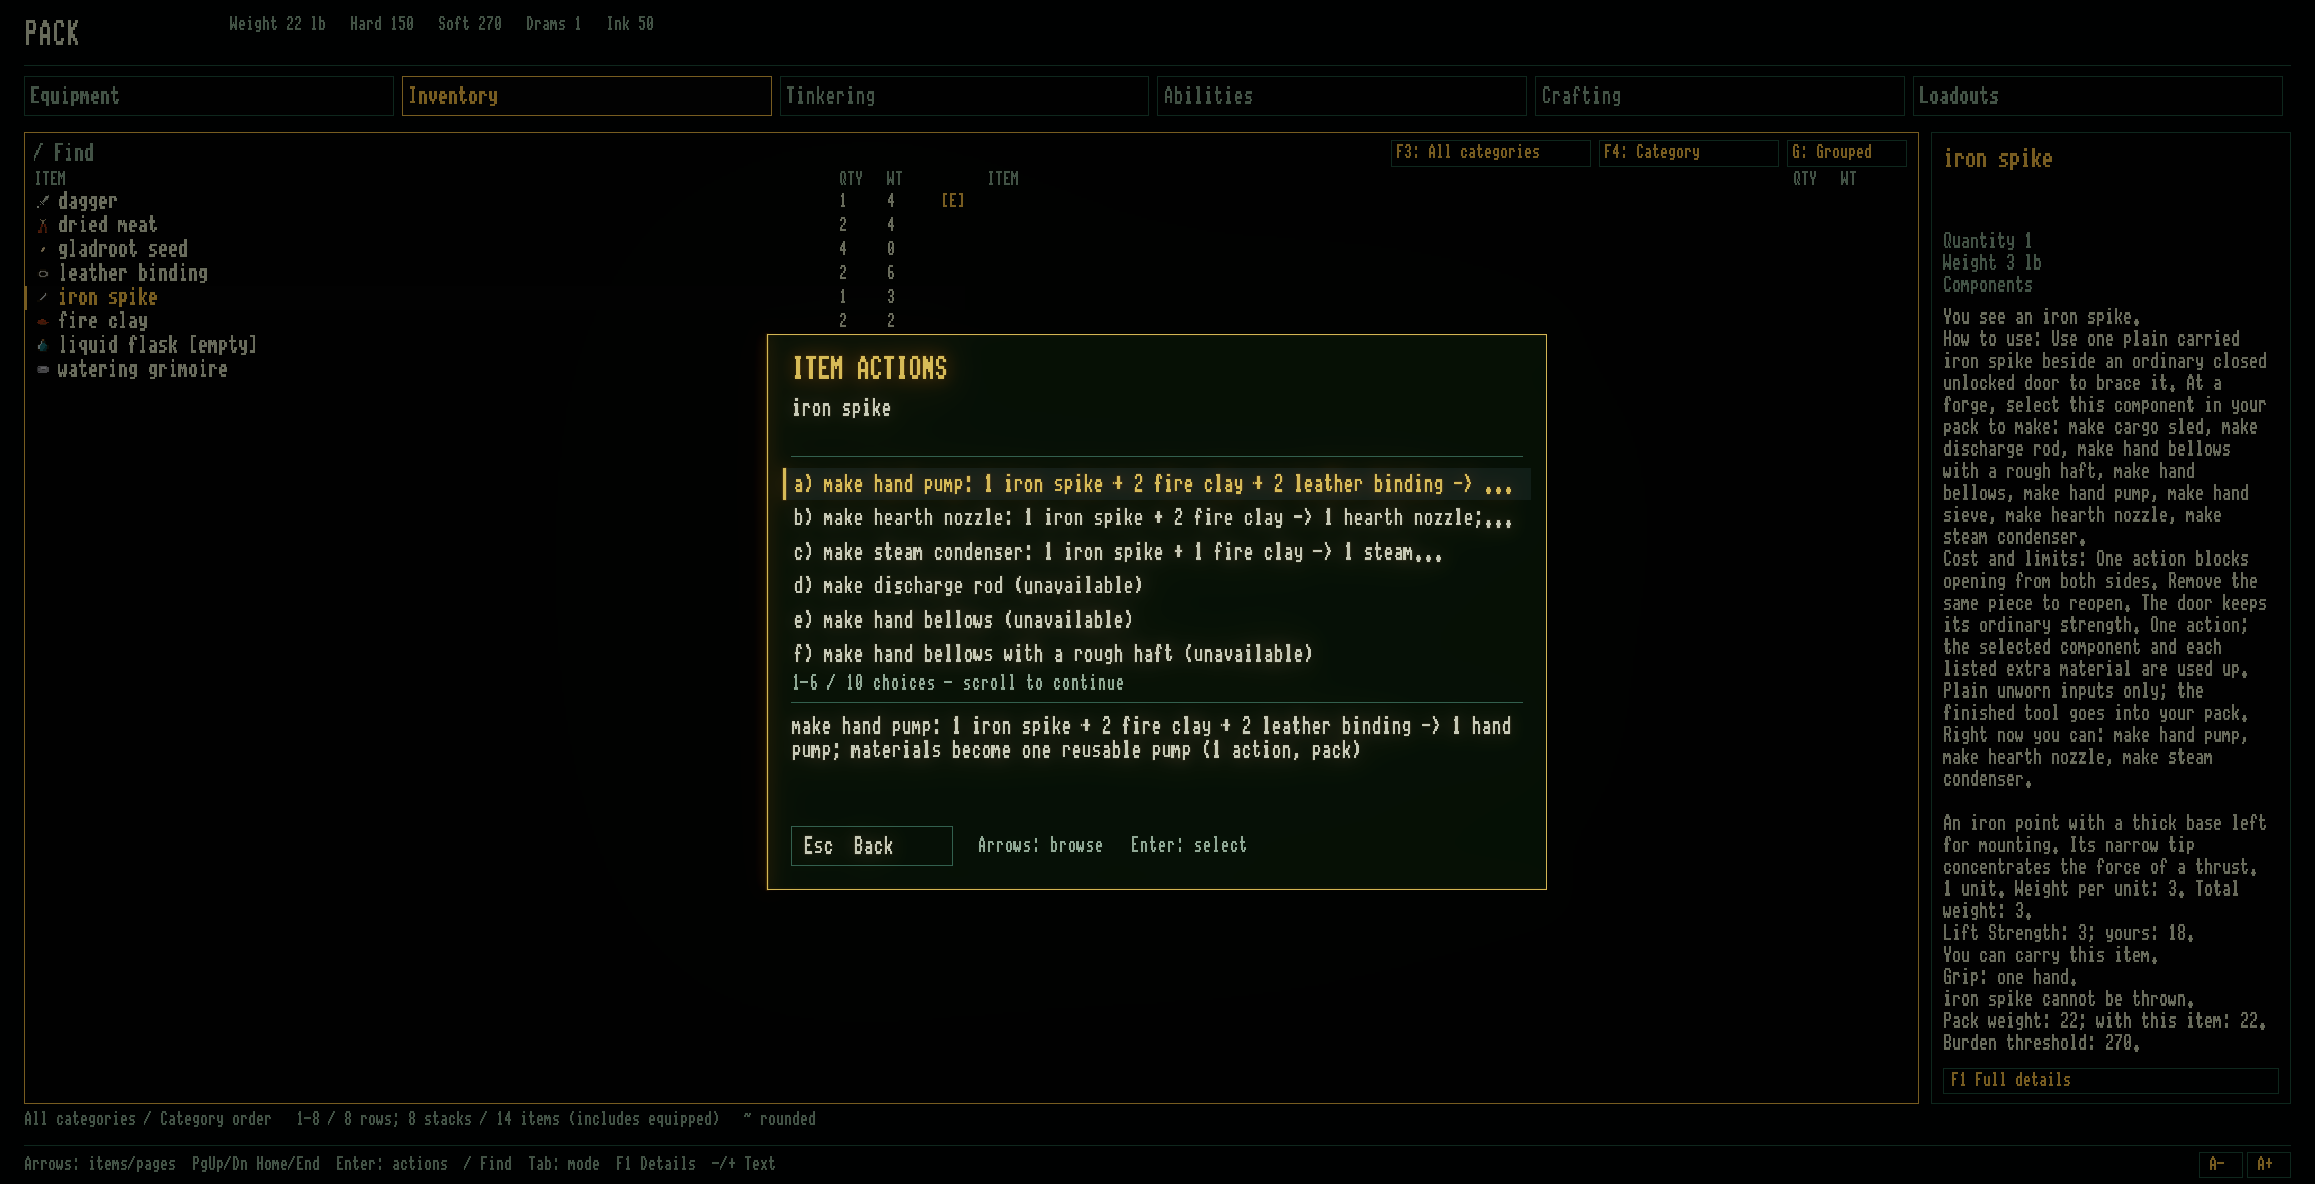 PACK
Weight 22 lb Hard 150 Soft 270 Drams 1 Ink 50
Equipment
Inventory
Tinkering
Abilities
Crafting
Loadouts
/ Find
F3: All categories
F4: Category
G: Grouped
ITEM QTY WT ITEM QTY WT
dagger 1 4 [E]
dried meat 2 4
gladroot seed 4 0
leather binding 2 6
iron spike 1 3
fire clay 2 2
liquid flask [empty]
watering grimoire
ITEM ACTIONS
iron spike
a) make hand pump: 1 iron spike + 2 fire clay + 2 leather binding -> ...
b) make hearth nozzle: 1 iron spike + 2 fire clay -> 1 hearth nozzle;...
c) make steam condenser: 1 iron spike + 1 fire clay -> 1 steam...
d) make discharge rod (unavailable)
e) make hand bellows (unavailable)
f) make hand bellows with a rough haft (unavailable)
1-6 / 10 choices - scroll to continue
make hand pump: 1 iron spike + 2 fire clay + 2 leather binding -> 1 hand
pump; materials become one reusable pump (1 action, pack)
Esc Back
Arrows: browse Enter: select
iron spike
Quantity 1
Weight 3 lb
Components
You see an iron spike.
How to use: Use one plain carried
iron spike beside an ordinary closed
unlocked door to brace it. At a
forge, select this component in your
pack to make: make cargo sled, make
discharge rod, make hand bellows
with a rough haft, make hand
bellows, make hand pump, make hand
sieve, make hearth nozzle, make
steam condenser.
Cost and limits: One action blocks
opening from both sides. Remove the
same piece to reopen. The door keeps
its ordinary strength. One action;
the selected component and each
listed extra material are used up.
Plain unworn inputs only; the
finished tool goes into your pack.
Right now you can: make hand pump,
make hearth nozzle, make steam
condenser.
An iron point with a thick base left
for mounting. Its narrow tip
concentrates the force of a thrust.
1 unit. Weight per unit: 3. Total
weight: 3.
Lift Strength: 3; yours: 18.
You can carry this item.
Grip: one hand.
iron spike cannot be thrown.
Pack weight: 22; with this item: 22.
Burden threshold: 270.
F1 Full details
All categories / Category order 1-8 / 8 rows; 8 stacks / 14 items (includes equipped) ~ rounded
Arrows: items/pages PgUp/Dn Home/End Enter: actions / Find Tab: mode F1 Details -/+ Text
A-
A+